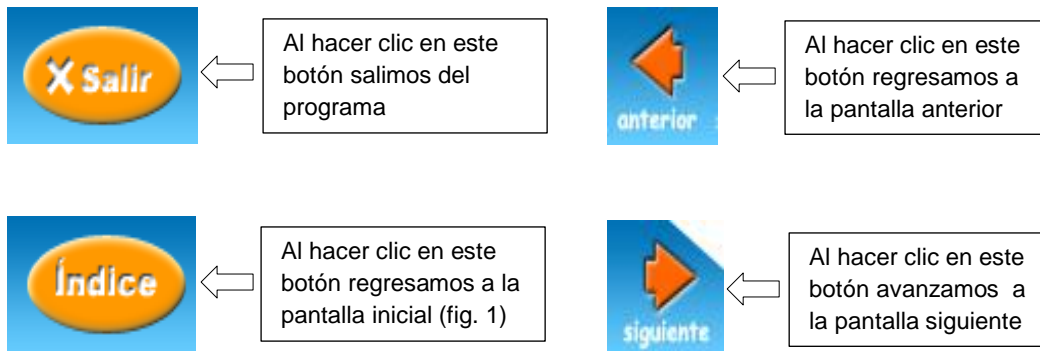 X Salir
Al hacer clic en este
botón salimos del
programa
anterior
Al hacer clic en este
botón regresamos a
la pantalla anterior
Índice
Al hacer clic en este
botón regresamos a la
pantalla inicial (fig. 1)
siguiente
Al hacer clic en este
botón avanzamos a
la pantalla siguiente